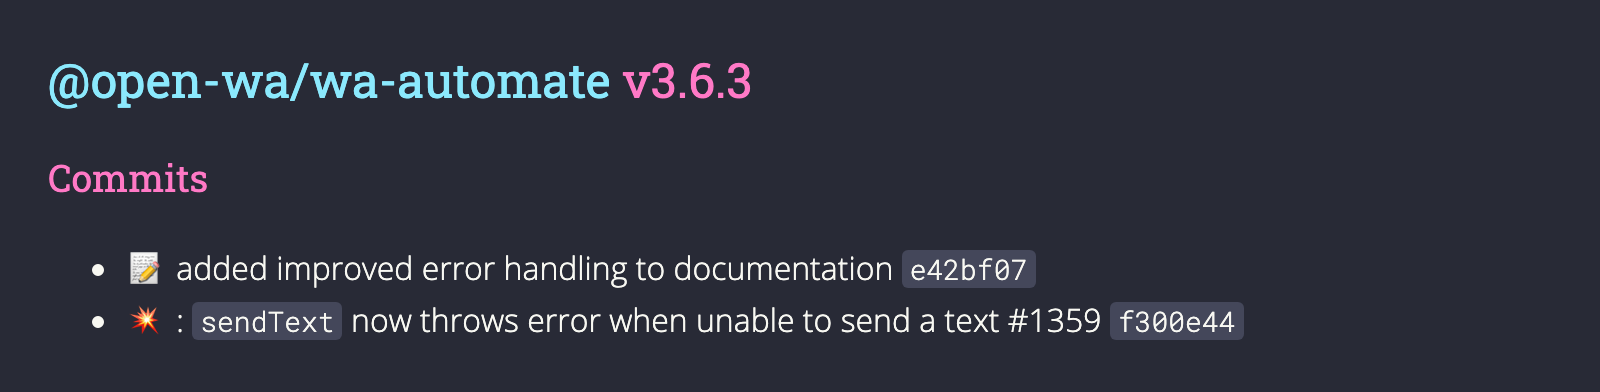 @open-wa/wa-automate v3.6.3
Commits
• 📝 added improved error handling to documentation e42bf07
• 💥 : sendText now throws error when unable to send a text #1359 f300e44